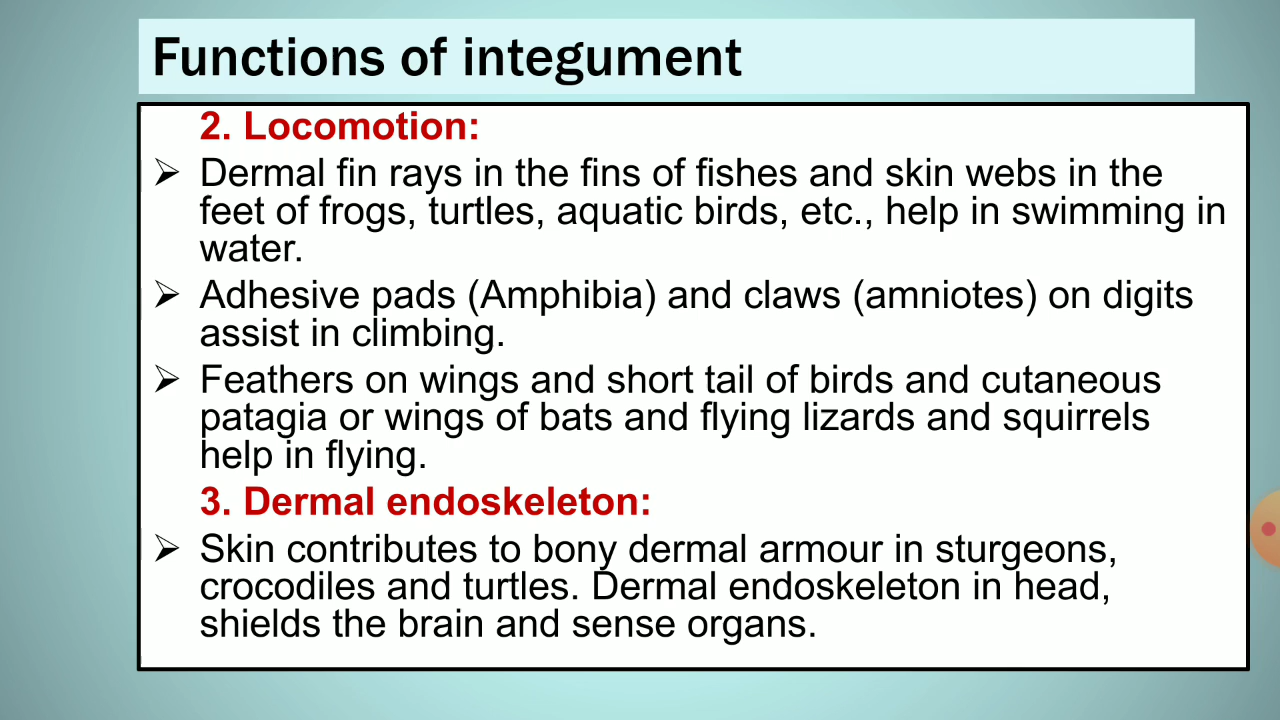 Functions of integument
2. Locomotion:
➢ Dermal fin rays in the fins of fishes and skin webs in the
feet of frogs, turtles, aquatic birds, etc., help in swimming in
water.
➢ Adhesive pads (Amphibia) and claws (amniotes) on digits
assist in climbing.
➢ Feathers on wings and short tail of birds and cutaneous
patagia or wings of bats and flying lizards and squirrels
help in flying.
3. Dermal endoskeleton:
➢ Skin contributes to bony dermal armour in sturgeons,
crocodiles and turtles. Dermal endoskeleton in head,
shields the brain and sense organs.